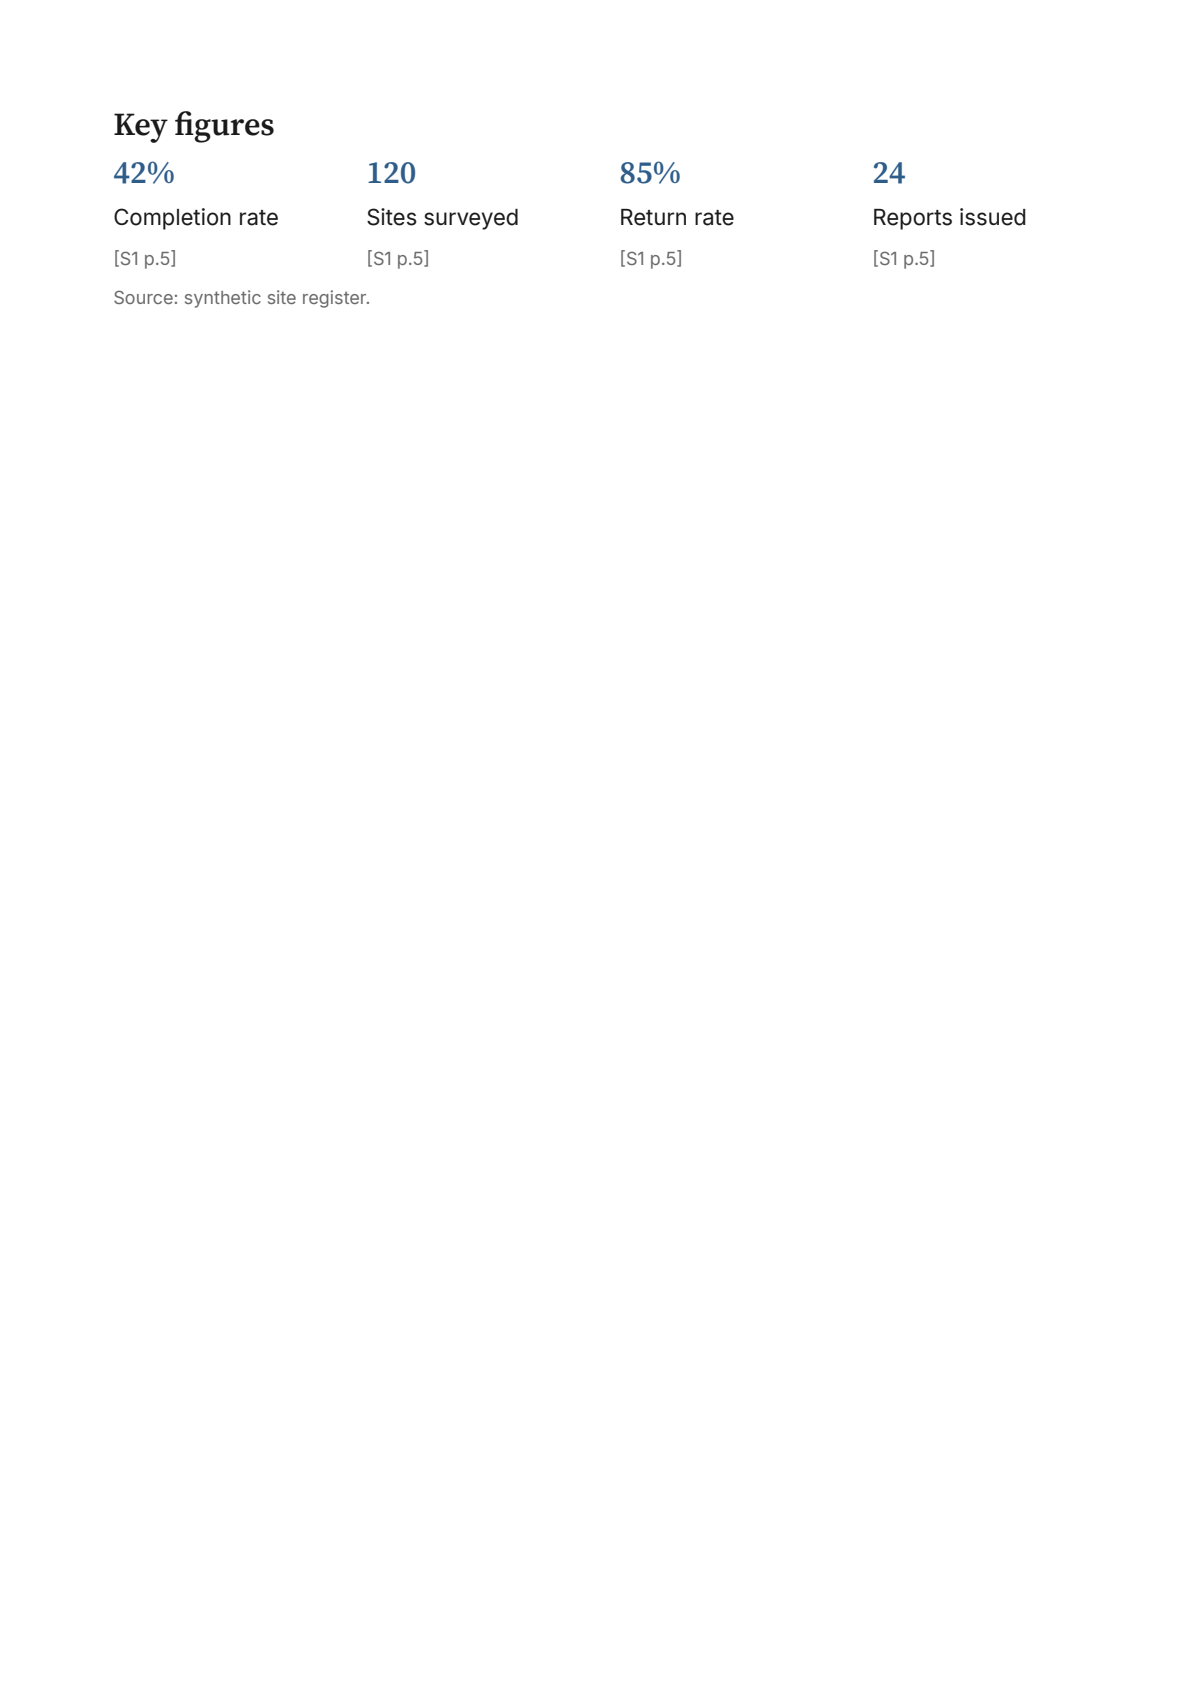 Key figures
42% 120 85% 24
Completion rate Sites surveyed Return rate Reports issued
[S1 p.5] [S1 p.5] [S1 p.5] [S1 p.5]
Source: synthetic site register.